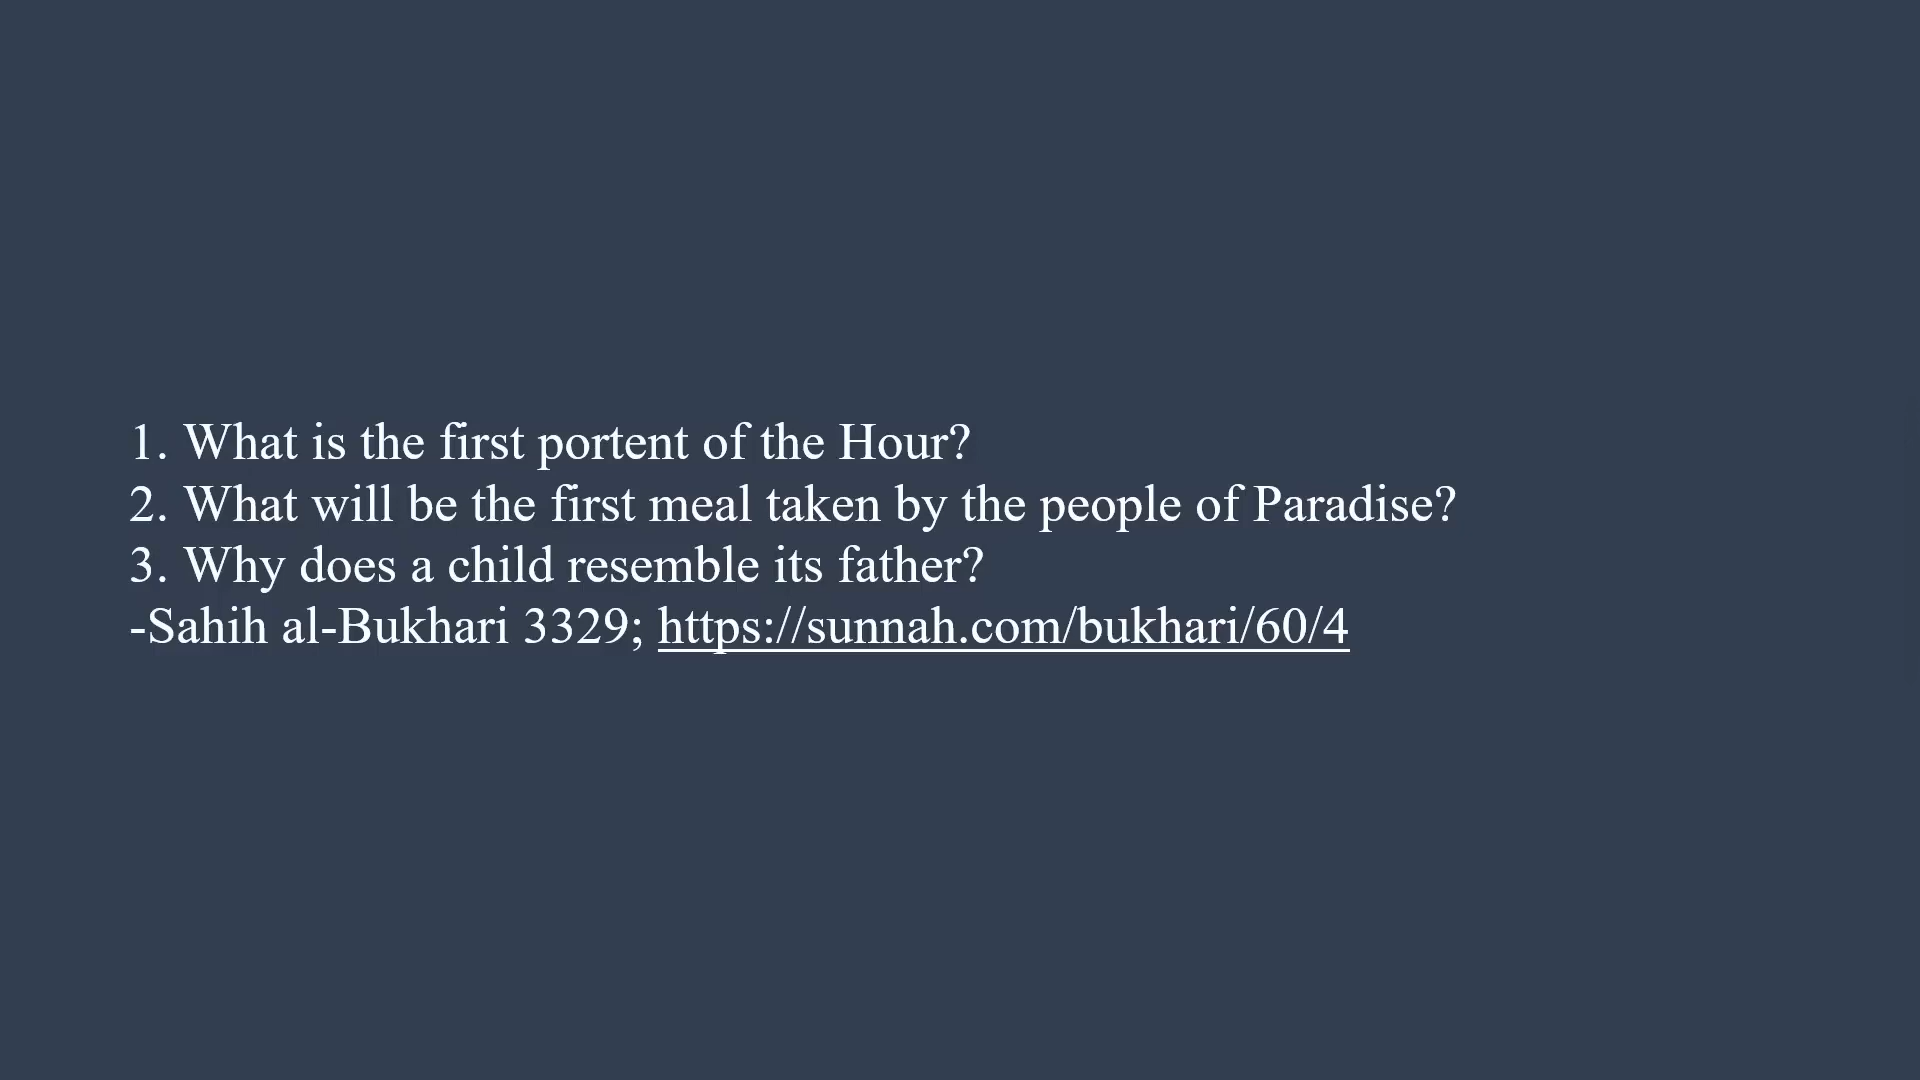 1. What is the first portent of the Hour?
2. What will be the first meal taken by the people of Paradise?
3. Why does a child resemble its father?
-Sahih al-Bukhari 3329; https://sunnah.com/bukhari/60/4